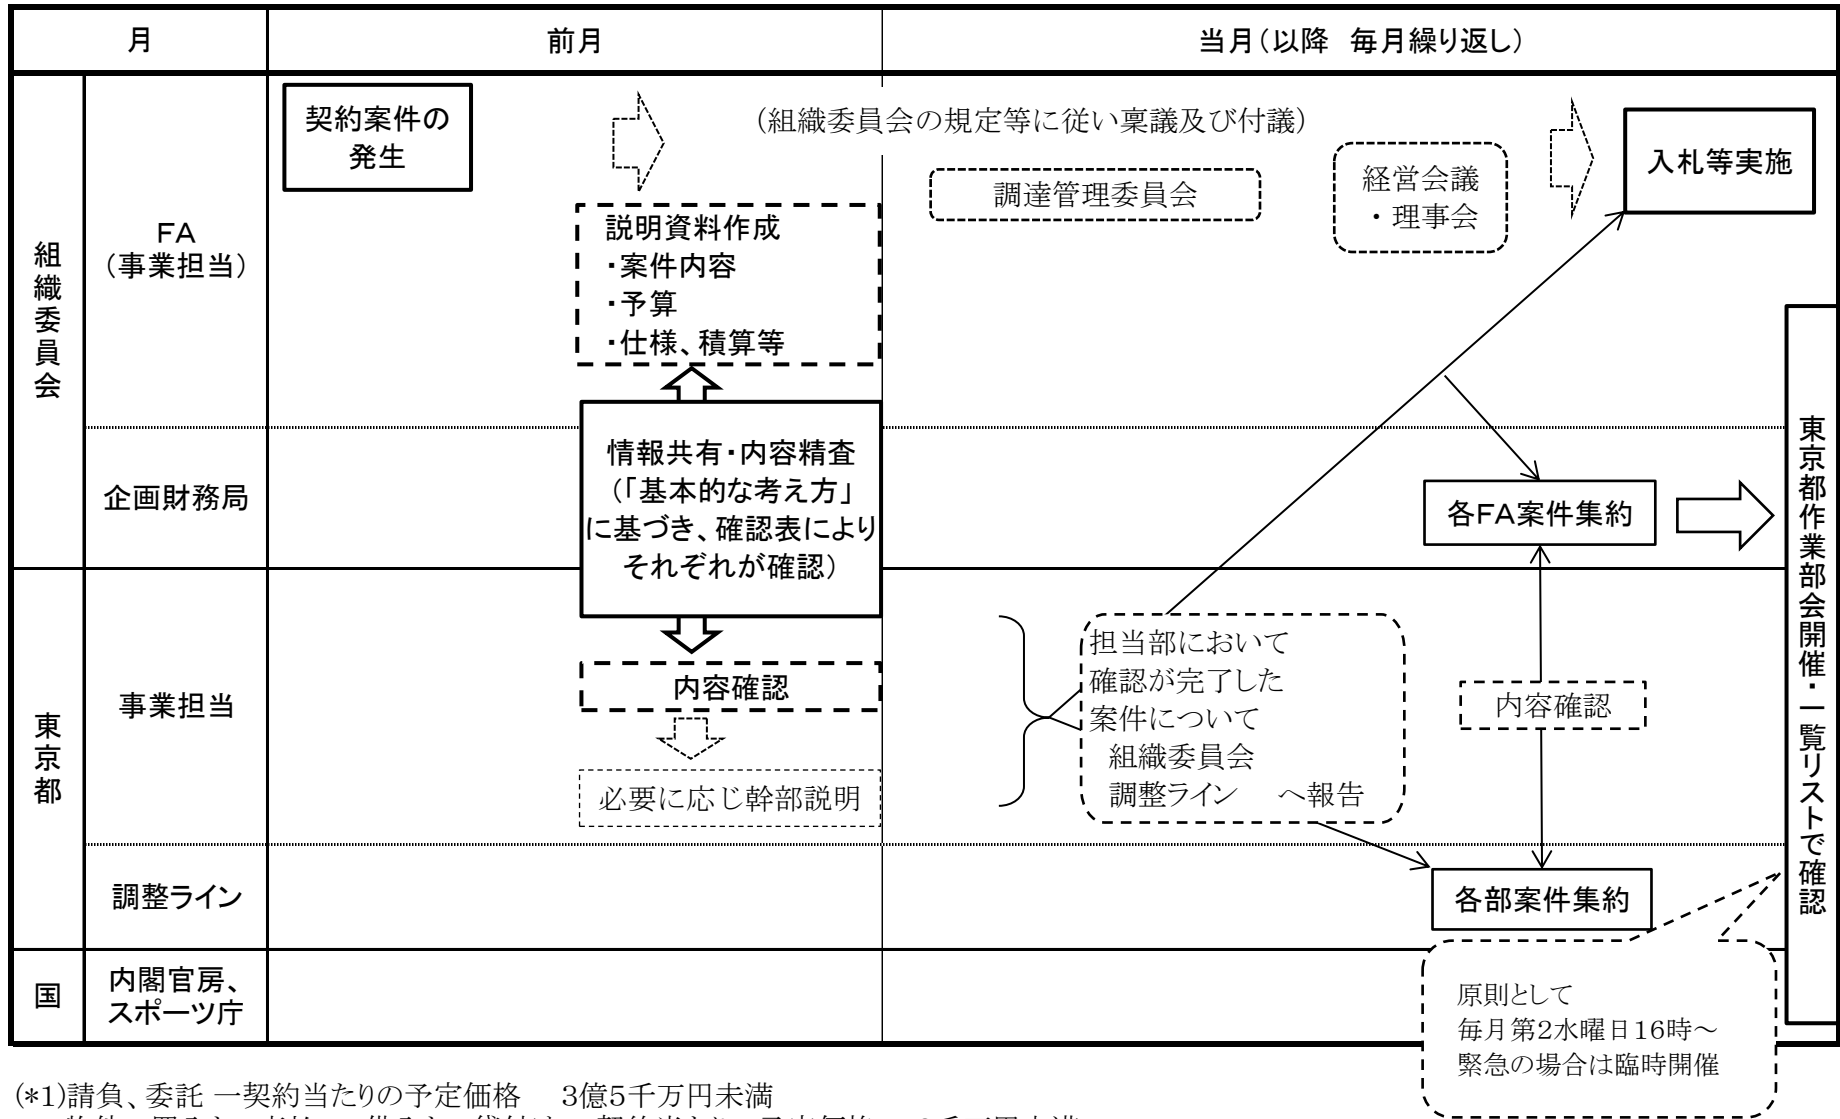 月
前月
当月（以降　毎月繰り返し）
組織委員会
FA
（事業担当）
契約案件の
発生
（組織委員会の規定等に従い稟議及び付議）
調達管理委員会
経営会議
・理事会
入札等実施
説明資料作成
・案件内容
・予算
・仕様、積算等
企画財務局
情報共有・内容精査
（「基本的な考え方」
に基づき、確認表により
それぞれが確認）
各FA案件集約
東京都作業部会開催・一覧リストで確認
東京都
事業担当
内容確認
必要に応じ幹部説明
担当部において
確認が完了した
案件について
組織委員会
調整ライン　へ報告
内容確認
調整ライン
各部案件集約
国
内閣官房、
スポーツ庁
原則として
毎月第2水曜日16時～
緊急の場合は臨時開催
(*1)請負、委託 一契約当たりの予定価格　3億5千万円未満